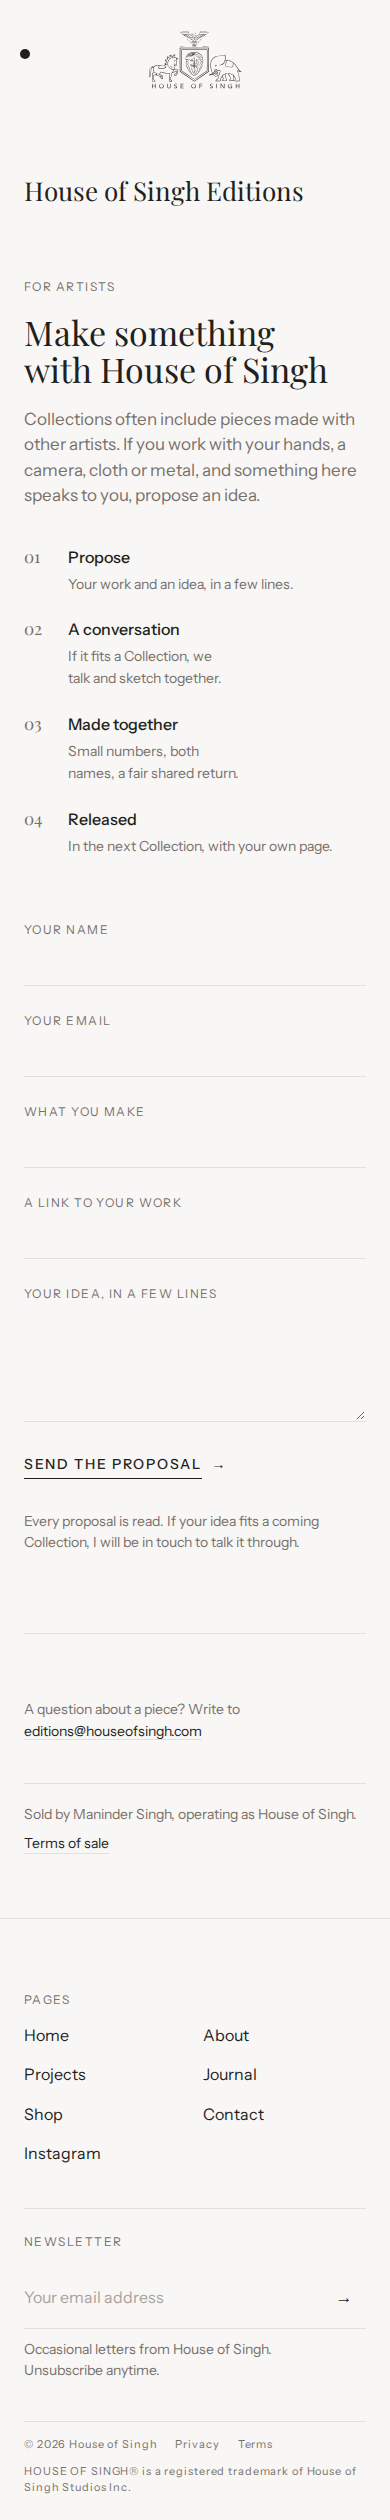 HOUSE OF SINGH
House of Singh Editions
FOR ARTISTS
Make something
with House of Singh
Collections often include pieces made with
other artists. If you work with your hands, a
camera, cloth or metal, and something here
speaks to you, propose an idea.
01 Propose
Your work and an idea, in a few lines.
02 A conversation
If it fits a Collection, we
talk and sketch together.
03 Made together
Small numbers, both
names, a fair shared return.
04 Released
In the next Collection, with your own page.
YOUR NAME
YOUR EMAIL
WHAT YOU MAKE
A LINK TO YOUR WORK
YOUR IDEA, IN A FEW LINES
SEND THE PROPOSAL →
Every proposal is read. If your idea fits a coming
Collection, I will be in touch to talk it through.
A question about a piece? Write to
editions@houseofsingh.com
Sold by Maninder Singh, operating as House of Singh.
Terms of sale
PAGES
Home About
Projects Journal
Shop Contact
Instagram
NEWSLETTER
Your email address →
Occasional letters from House of Singh.
Unsubscribe anytime.
© 2026 House of Singh Privacy Terms
HOUSE OF SINGH® is a registered trademark of House of
Singh Studios Inc.